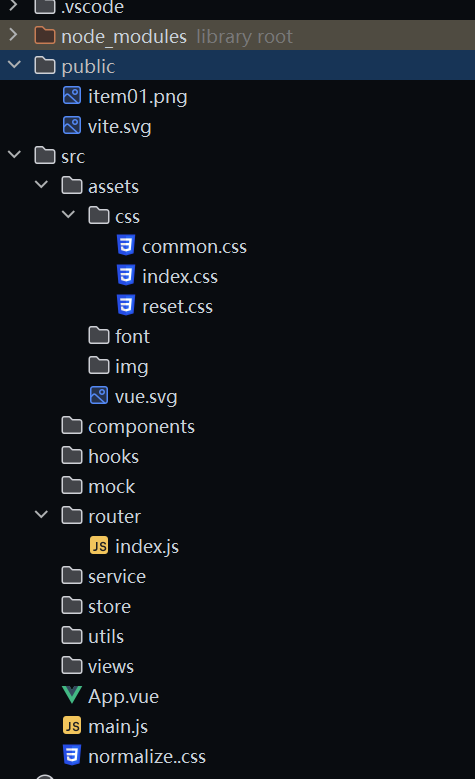 .vscode
node_modules library root
public
item01.png
vite.svg
src
assets
css
common.css
index.css
reset.css
font
img
vue.svg
components
hooks
mock
router
JS index.js
service
store
utils
views
App.vue
JS main.js
normalize..css